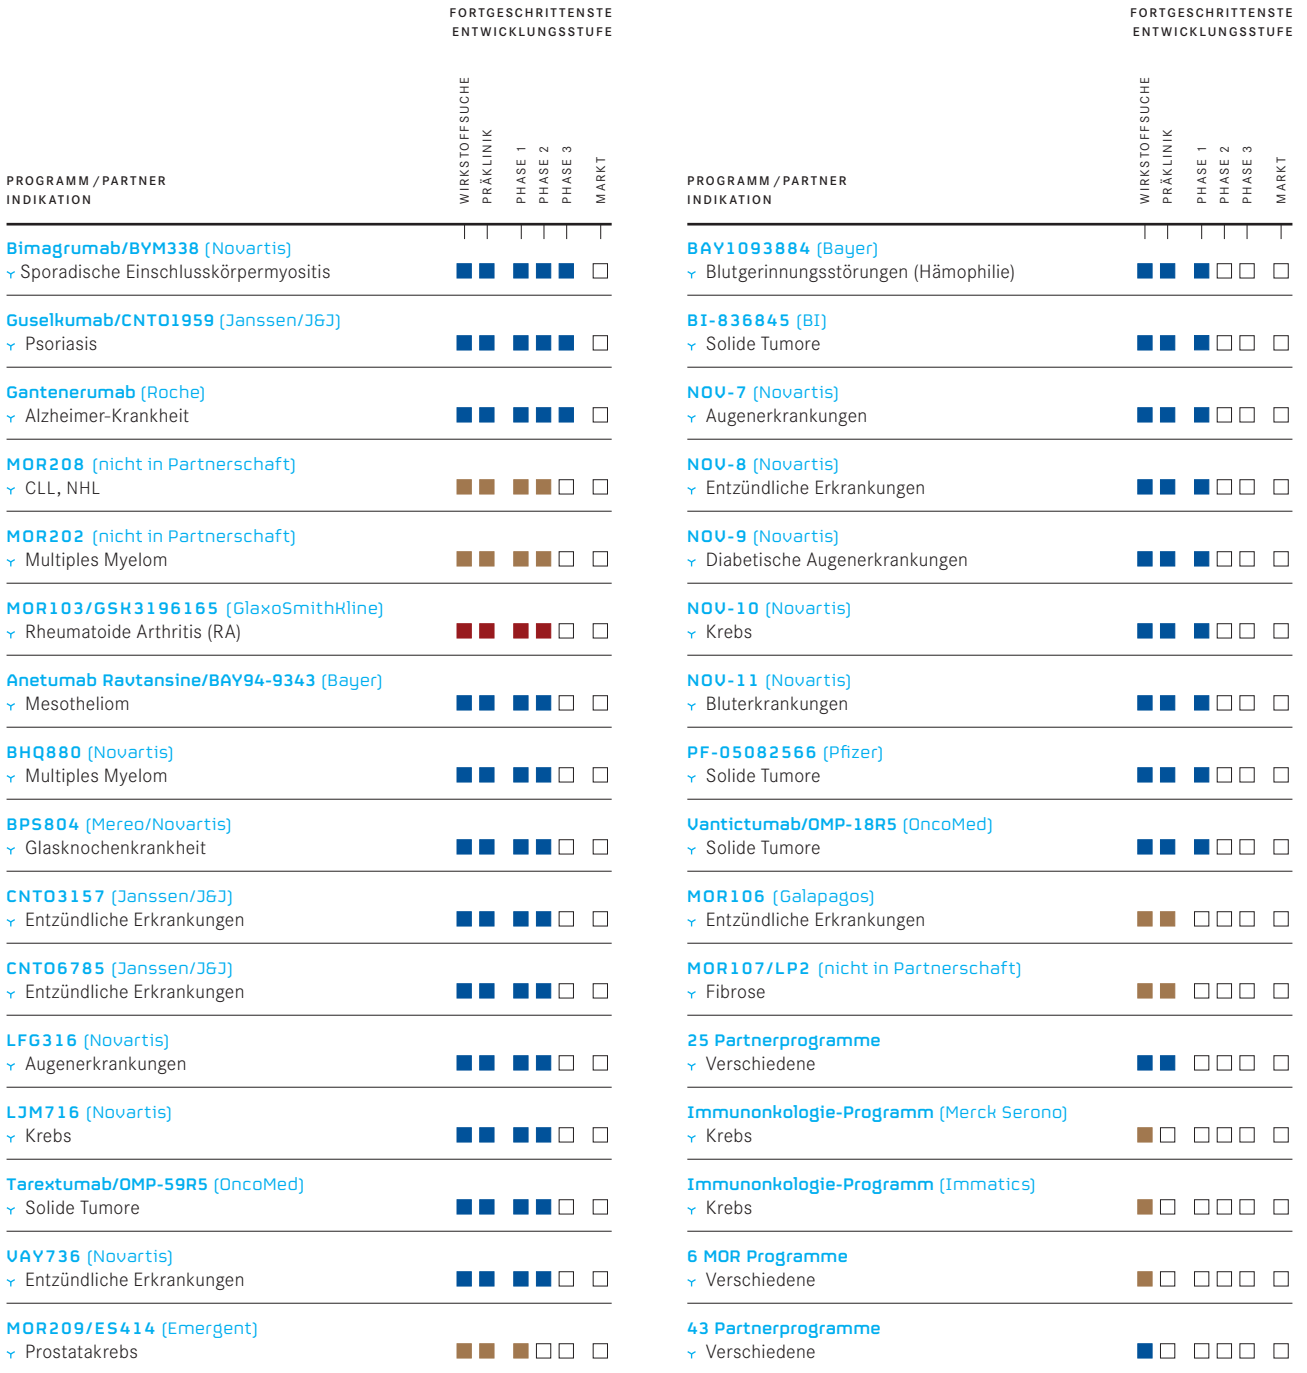 FORTGESCHRITTENSTE
ENTWICKLUNGSSTUFE
WIRKSTOFFSUCHE
PRÄKLINIK
PHASE 1
PHASE 2
PHASE 3
MARKT
PROGRAMM/PARTNER
INDIKATION
Bimagrumab/BYM338 (Novartis)
Sporadische Einschlusskörpermyositis
Guselkumab/CNTO1959 (Janssen/J&J)
Psoriasis
Gantenerumab (Roche)
Alzheimer-Krankheit
MOR208 (nicht in Partnerschaft)
CLL, NHL
MOR202 (nicht in Partnerschaft)
Multiples Myelom
MOR103/GSK3196165 (GlaxoSmithKline)
Rheumatoide Arthritis (RA)
Anetumab Ravtansine/BAY94-9343 (Bayer)
Mesotheliom
BHQ880 (Novartis)
Multiples Myelom
BPS804 (Mereo/Novartis)
Glasknochenkrankheit
CNTO3157 (Janssen/J&J)
Entzündliche Erkrankungen
CNTO6785 (Janssen/J&J)
Entzündliche Erkrankungen
LFG316 (Novartis)
Augenerkrankungen
LJM716 (Novartis)
Krebs
Tarextumab/OMP-59R5 (OncoMed)
Solide Tumore
VAY736 (Novartis)
Entzündliche Erkrankungen
MOR209/ES414 (Emergent)
Prostatakrebs
FORTGESCHRITTENSTE
ENTWICKLUNGSSTUFE
WIRKSTOFFSUCHE
PRÄKLINIK
PHASE 1
PHASE 2
PHASE 3
MARKT
PROGRAMM/PARTNER
INDIKATION
BAY1093884 (Bayer)
Blutgerinnungsstörungen (Hämophilie)
BI-836845 (BI)
Solide Tumore
NOV-7 (Novartis)
Augenerkrankungen
NOV-8 (Novartis)
Entzündliche Erkrankungen
NOV-9 (Novartis)
Diabetische Augenerkrankungen
NOV-10 (Novartis)
Krebs
NOV-11 (Novartis)
Bluterkrankungen
PF-05082566 (Pfizer)
Solide Tumore
Vantictumab/OMP-18R5 (OncoMed)
Solide Tumore
MOR106 (Galapagos)
Entzündliche Erkrankungen
MOR107/LP2 (nicht in Partnerschaft)
Fibrose
25 Partnerprogramme
Verschiedene
Immunonkologie-Programm (Merck Serono)
Krebs
Immunonkologie-Programm (Immatics)
Krebs
6 MOR Programme
Verschiedene
43 Partnerprogramme
Verschiedene